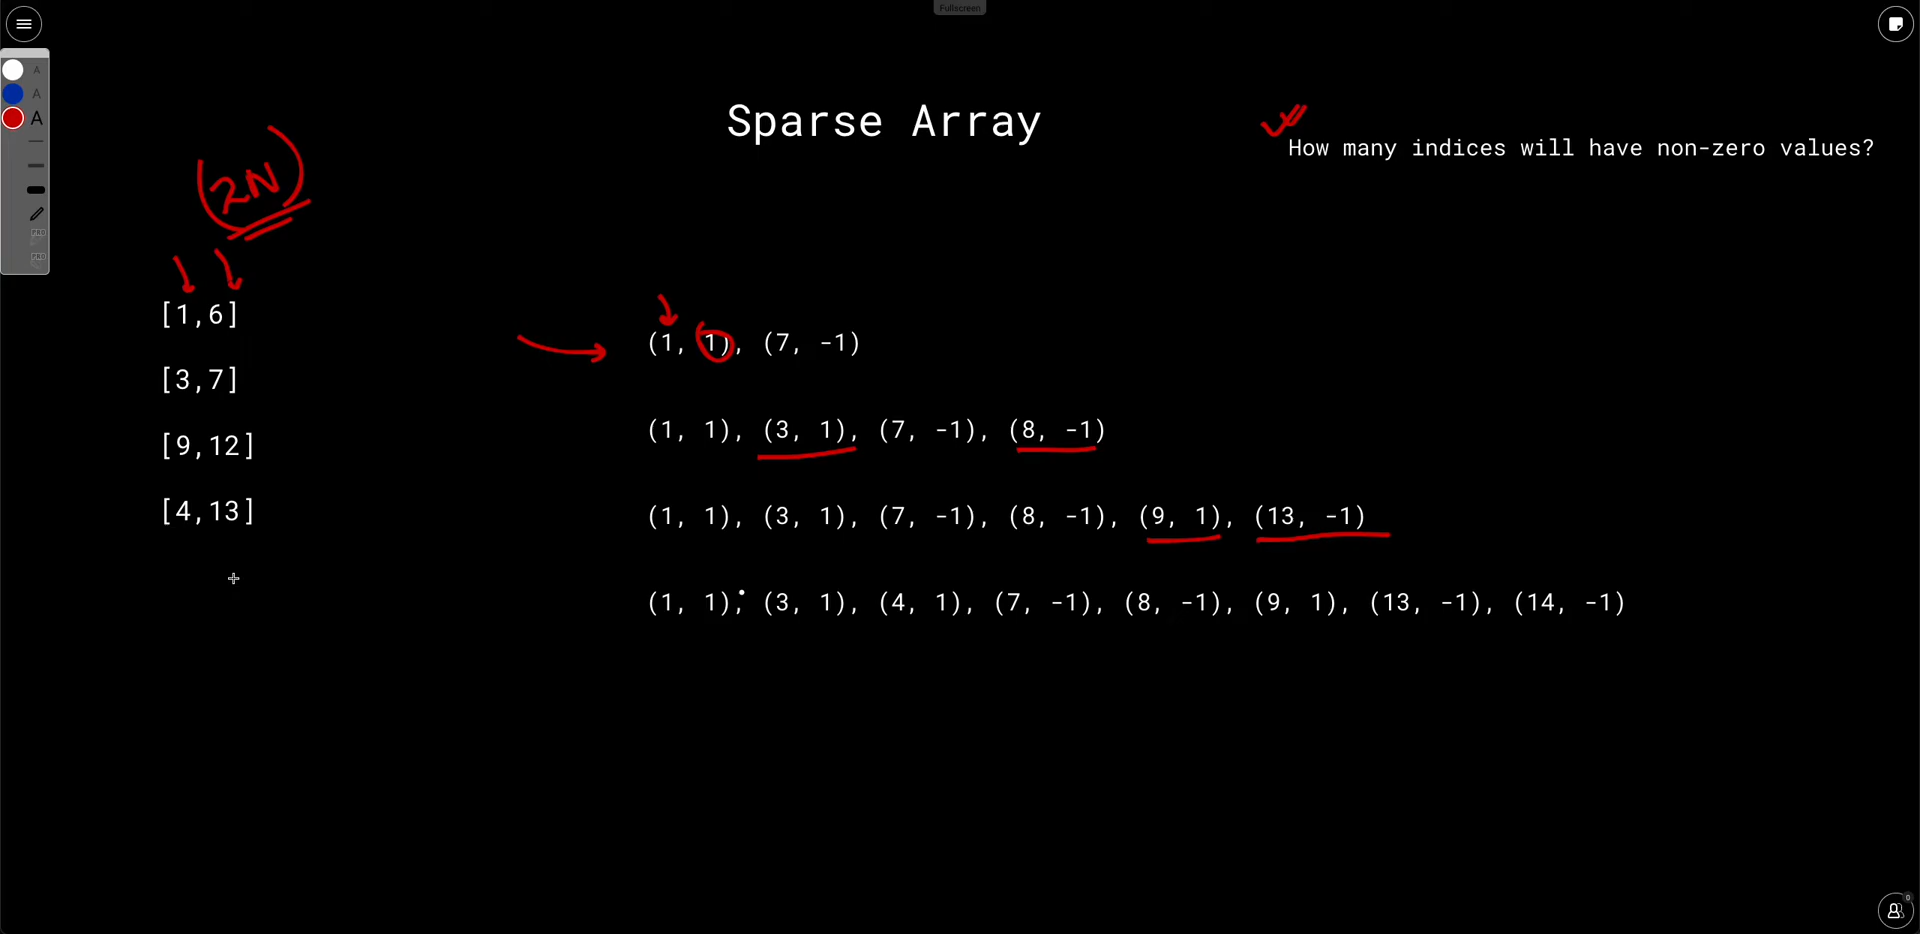 Fullscreen
A
A
A
PRO
PRO
Sparse Array
How many indices will have non-zero values?
(2N)
[1,6]
[3,7]
[9,12]
[4,13]
(1, 1), (7, -1)
(1, 1), (3, 1), (7, -1), (8, -1)
(1, 1), (3, 1), (7, -1), (8, -1), (9, 1), (13, -1)
(1, 1), (3, 1), (4, 1), (7, -1), (8, -1), (9, 1), (13, -1), (14, -1)
0